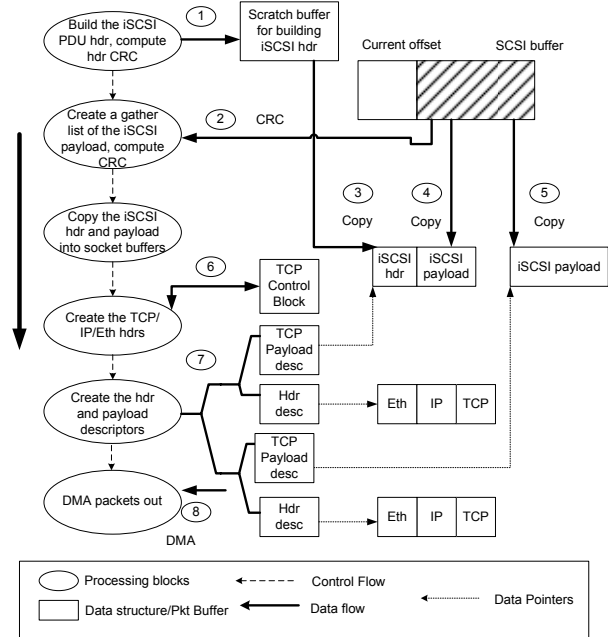 1
Build the iSCSI
PDU hdr, compute
hdr CRC
Scratch buffer
for building
iSCSI hdr
Current offset
SCSI buffer
Create a gather
list of the iSCSI
payload, compute
CRC
2
CRC
3
Copy
4
Copy
5
Copy
Copy the iSCSI
hdr and payload
into socket buffers
iSCSI
hdr
iSCSI
payload
iSCSI payload
6
TCP
Control
Block
Create the TCP/
IP/Eth hdrs
7
TCP
Payload
desc
Hdr
desc
Eth
IP
TCP
Create the hdr
and payload
descriptors
TCP
Payload
desc
DMA packets out
8
DMA
Hdr
desc
Eth
IP
TCP
Processing blocks
Control Flow
Data structure/Pkt Buffer
Data flow
Data Pointers